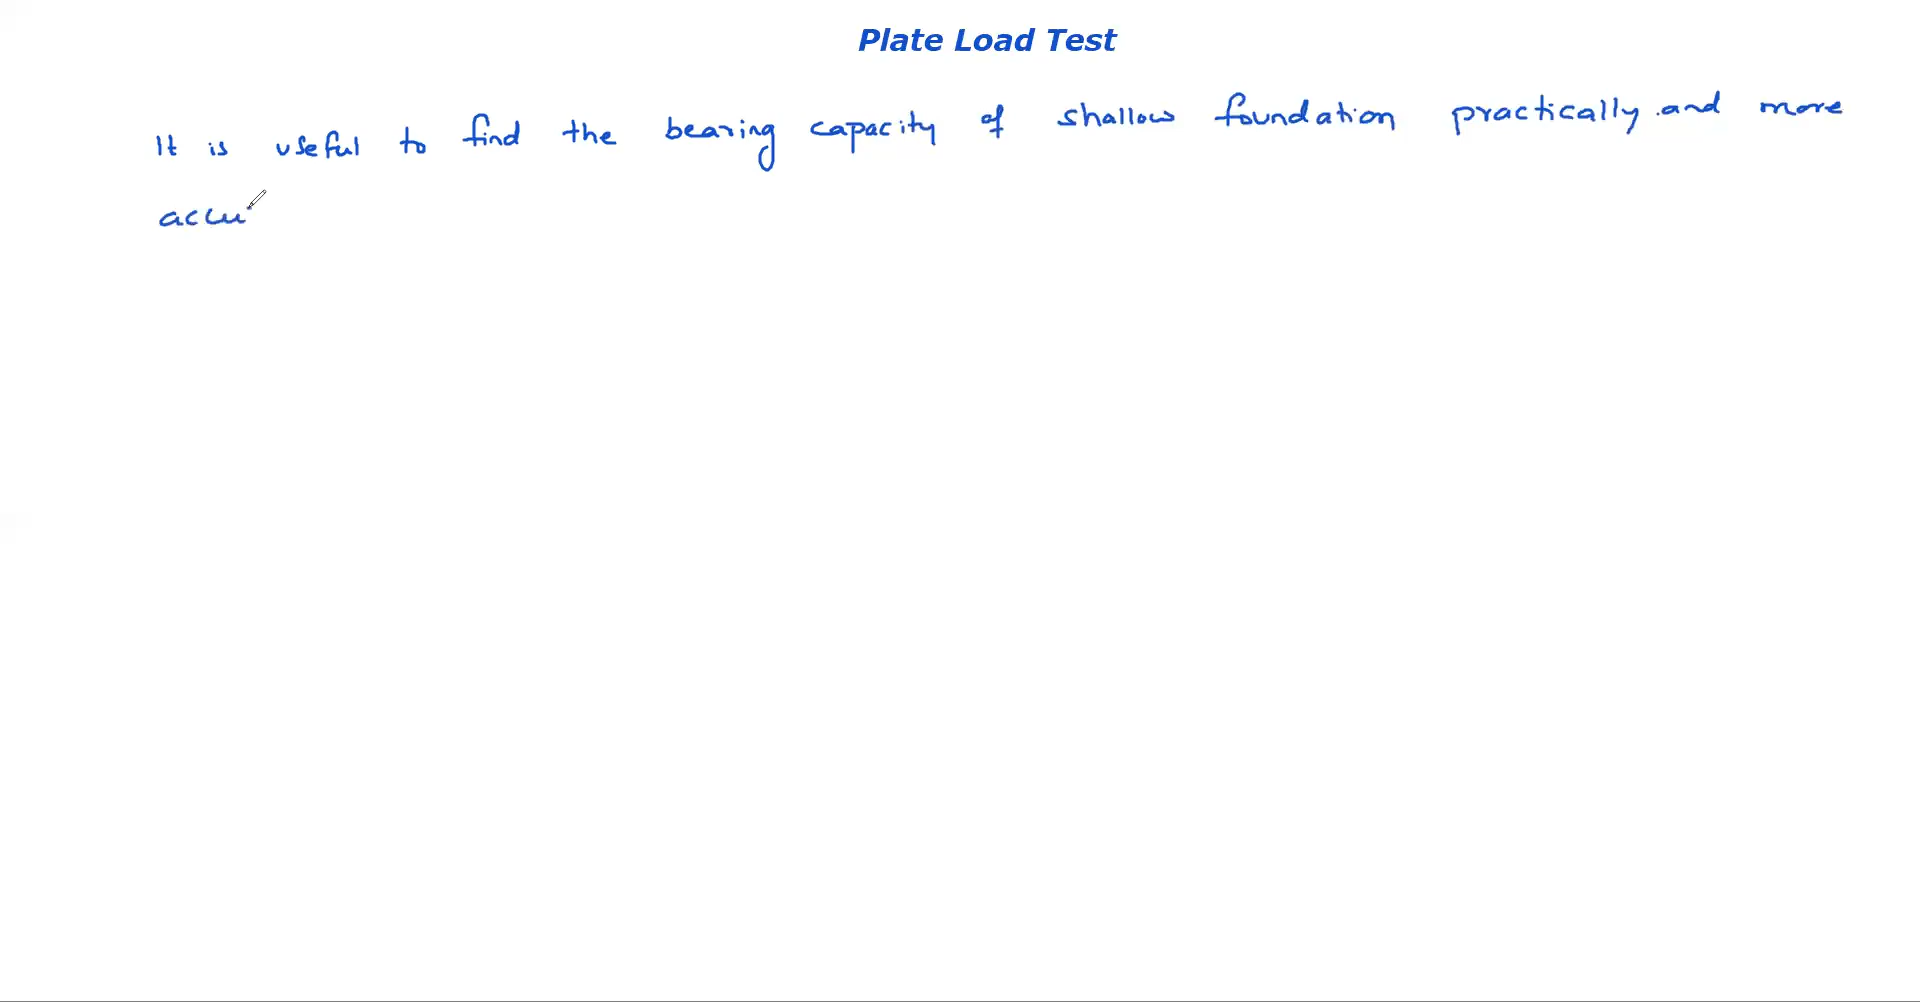 Plate Load Test
It is useful to find the bearing capacity of shallow foundation practically and more
accu